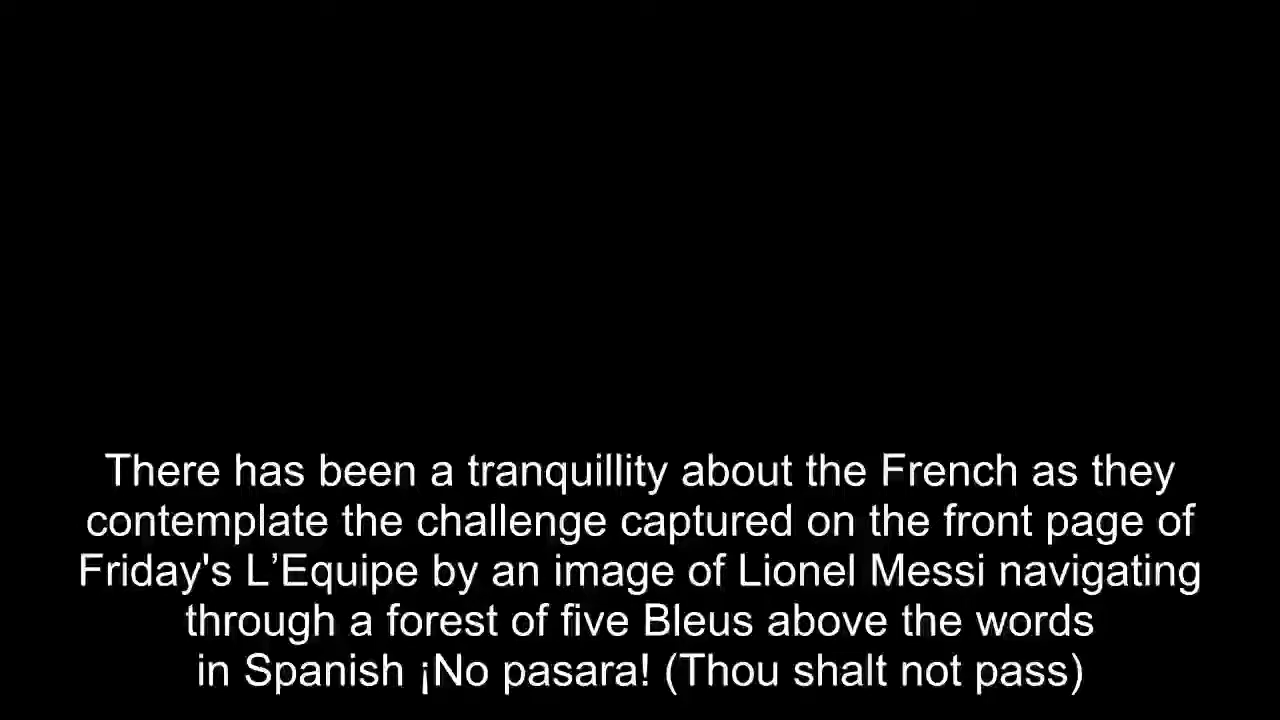 There has been a tranquillity about the French as they
contemplate the challenge captured on the front page of
Friday's L’Equipe by an image of Lionel Messi navigating
through a forest of five Bleus above the words
in Spanish ¡No pasara! (Thou shalt not pass)